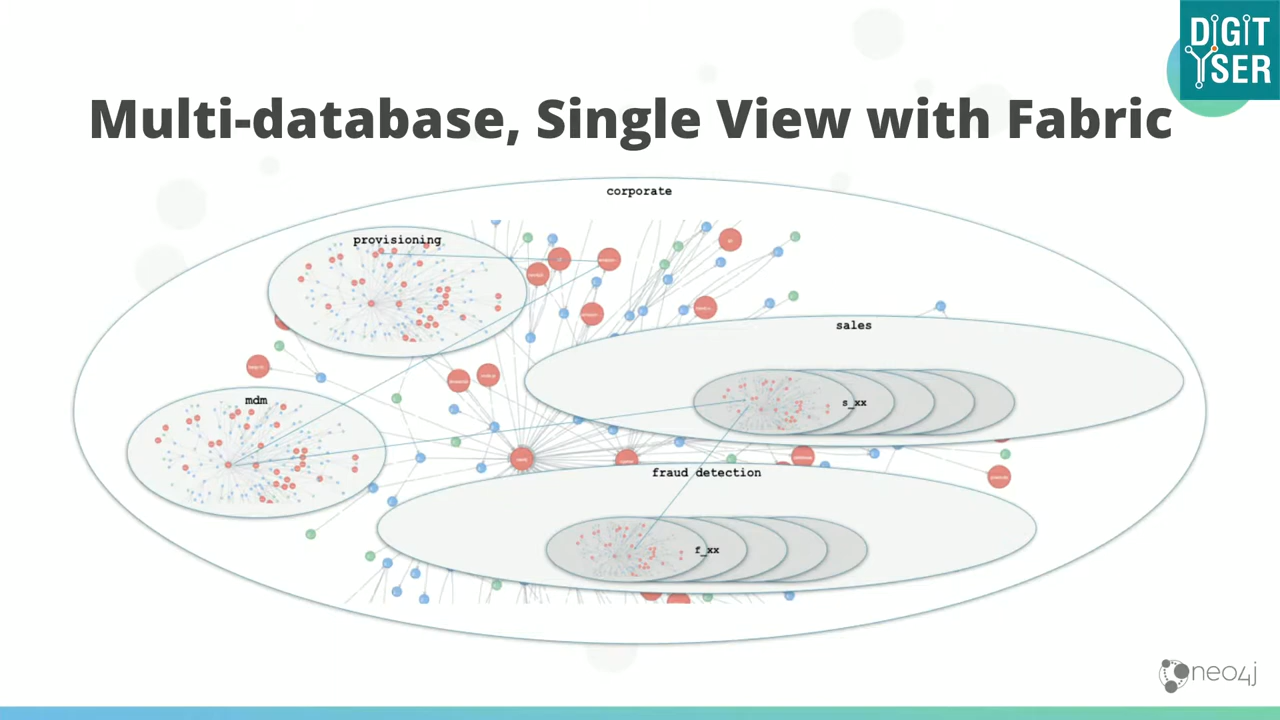 DIGIT
YSER
Multi-database, Single View with Fabric
corporate
provisioning
sales
mdm
s_xx
fraud detection
f_xx
neo4j